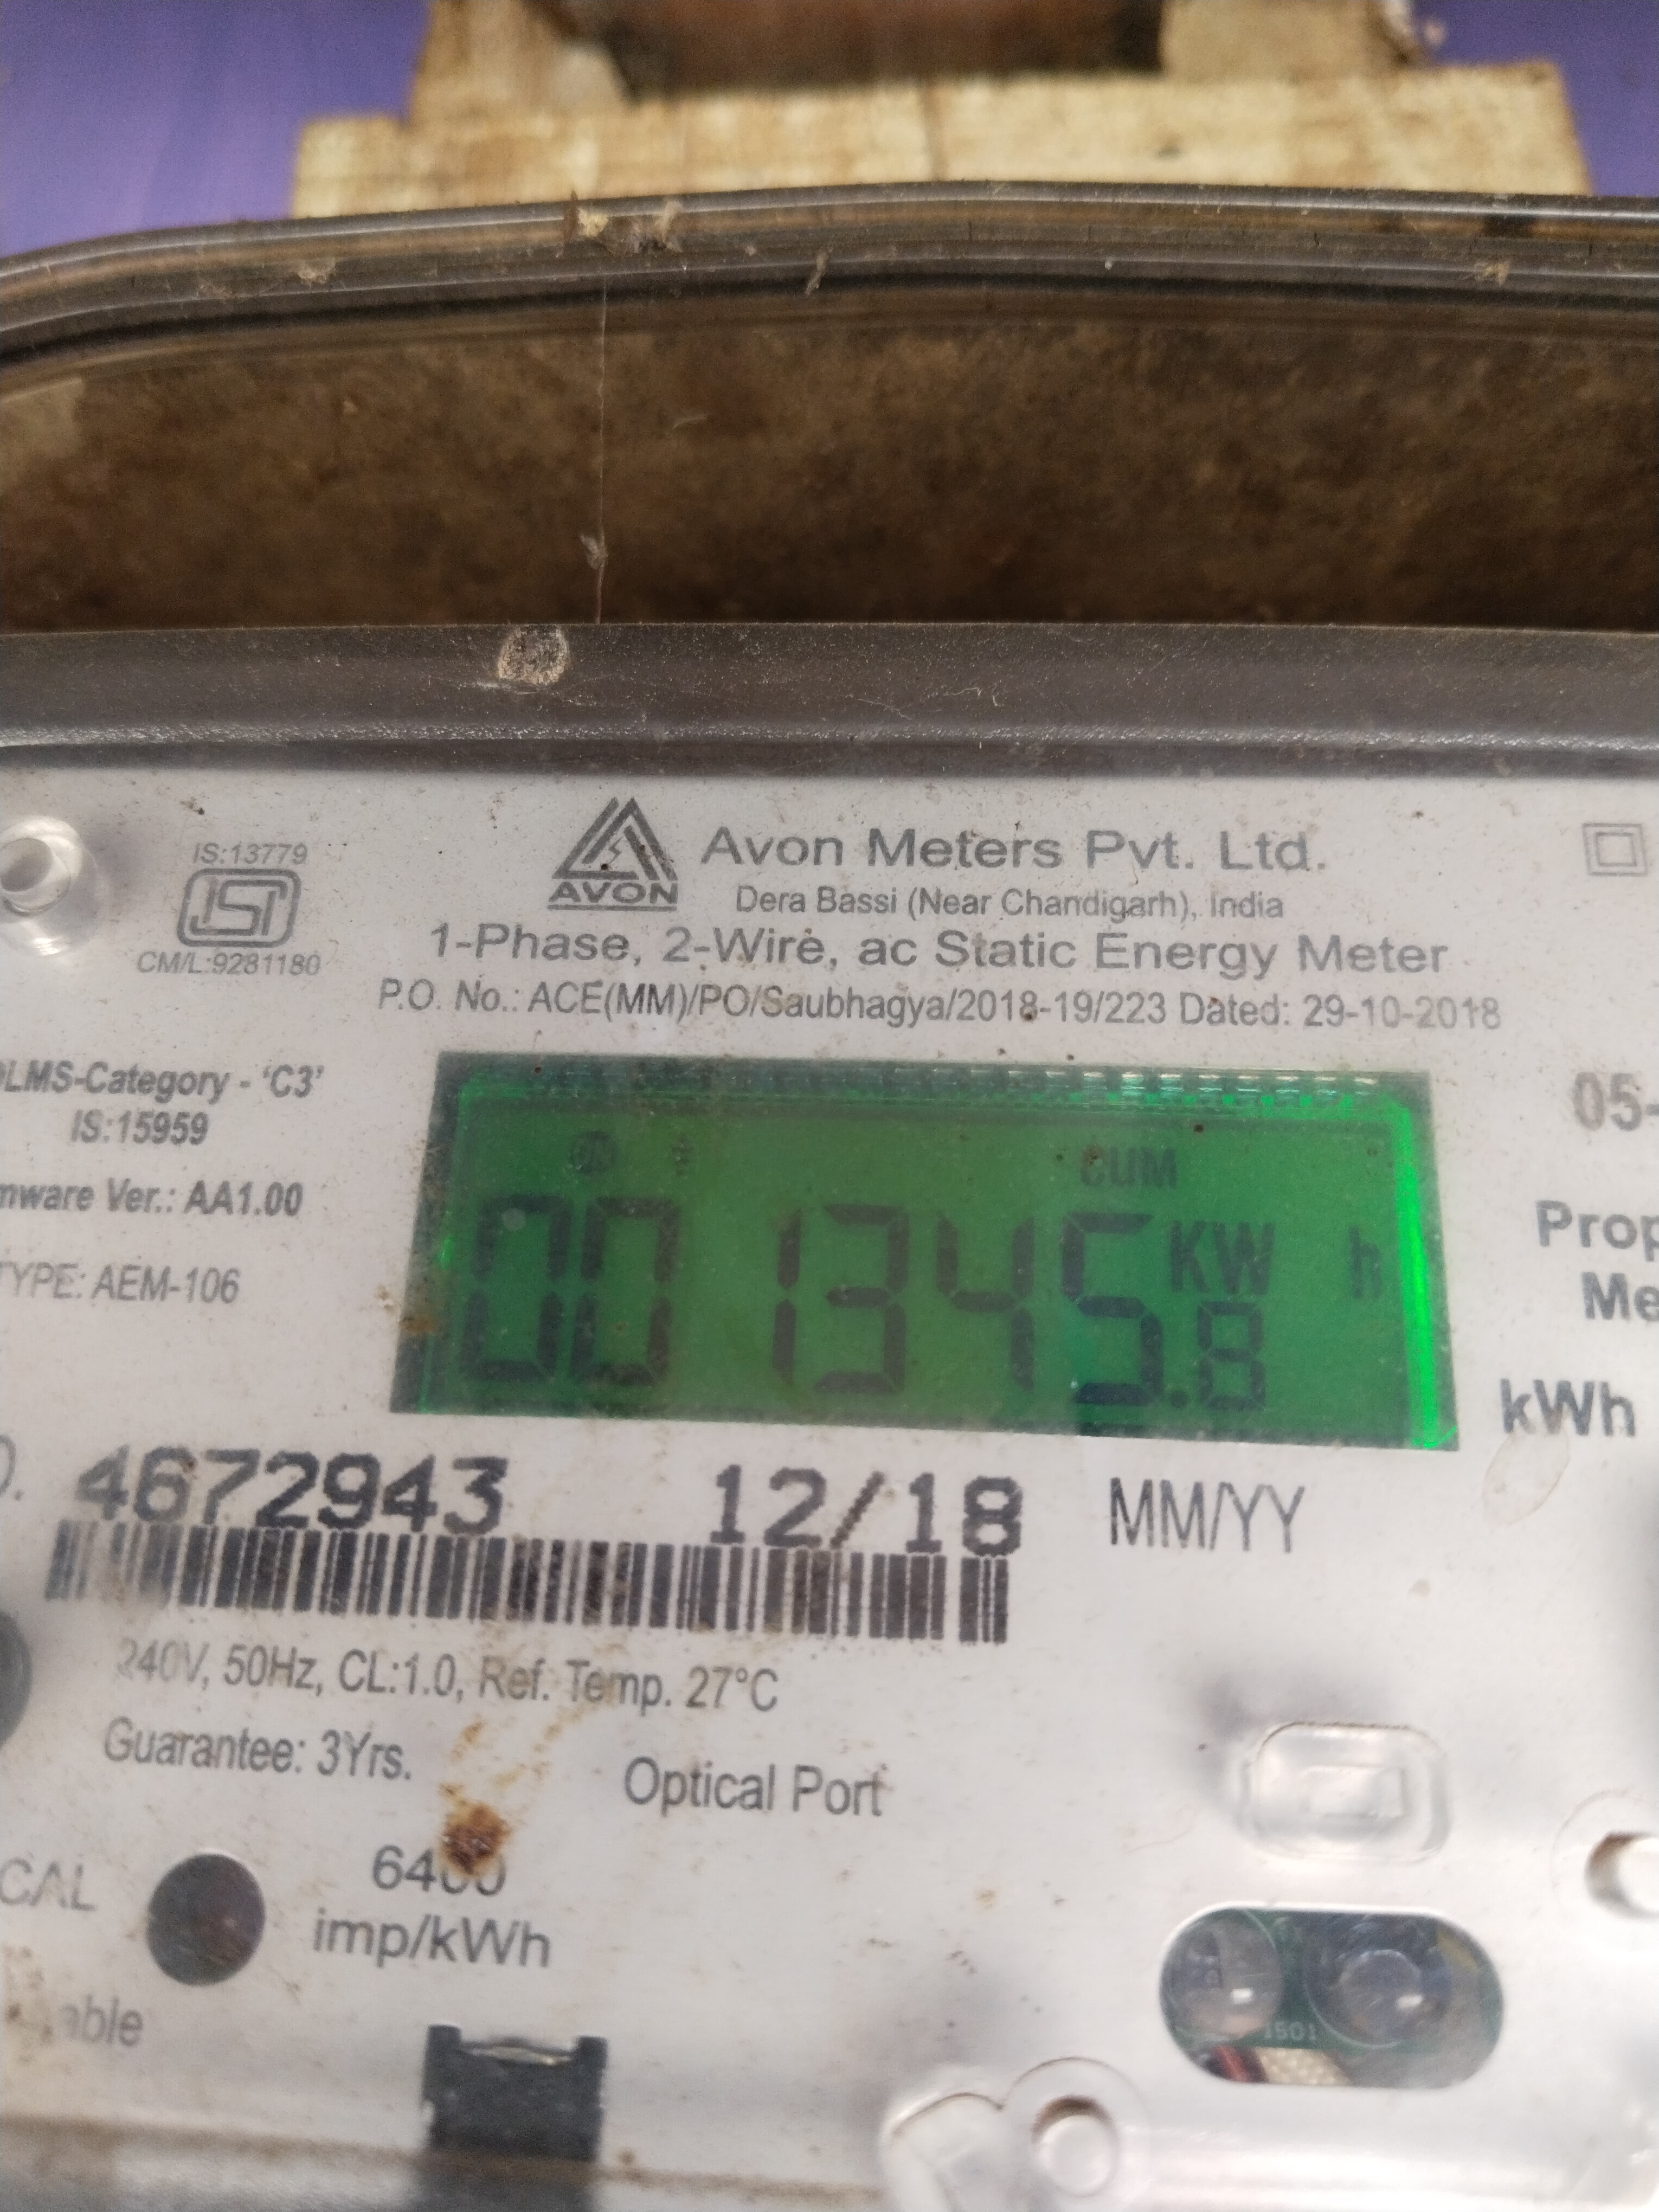 IS:13779
ISI
CM/L:9281180
AVON
Avon Meters Pvt. Ltd.
Dera Bassi (Near Chandigarh), India
1-Phase, 2-Wire, ac Static Energy Meter
P.O. No.: ACE(MM)/PO/Saubhagya/2018-19/223 Dated: 29-10-2018
DLMS-Category - ‘C3’
IS:15959
mware Ver.: AA1.00
TYPE: AEM-106
CUM
001345.8 KW h
05-
Prop
Me
kWh
4672943 12/18 MM/YY
240V, 50Hz, CL:1.0, Ref. Temp. 27°C
Guarantee: 3Yrs.
Optical Port
CAL
6400
imp/kWh
able
1501